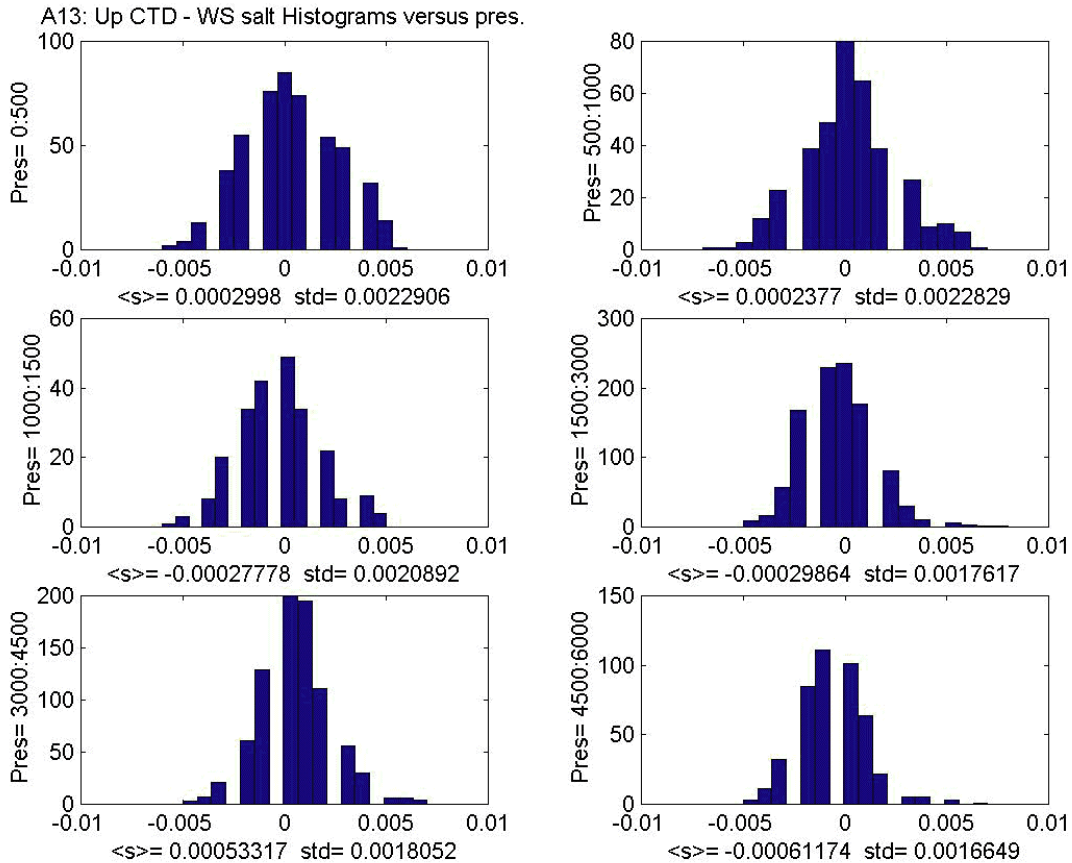 A13: Up CTD - WS salt Histograms versus pres.
100
50
0
Pres= 0:500
-0.01 -0.005 0 0.005 0.01
<s>= 0.0002998 std= 0.0022906
80
60
40
20
0
Pres= 500:1000
-0.01 -0.005 0 0.005 0.01
<s>= 0.0002377 std= 0.0022829
60
40
20
0
Pres= 1000:1500
-0.01 -0.005 0 0.005 0.01
<s>= -0.00027778 std= 0.0020892
300
200
100
0
Pres= 1500:3000
-0.01 -0.005 0 0.005 0.01
<s>= -0.00029864 std= 0.0017617
200
150
100
50
0
Pres= 3000:4500
-0.01 -0.005 0 0.005 0.01
<s>= 0.00053317 std= 0.0018052
150
100
50
0
Pres= 4500:6000
-0.01 -0.005 0 0.005 0.01
<s>= -0.00061174 std= 0.0016649